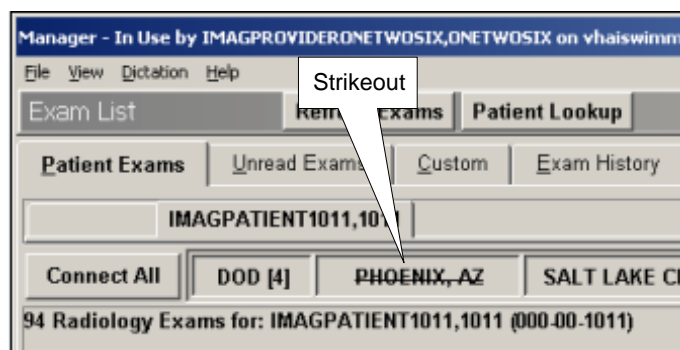 Manager - In Use by IMAGPROVIDERONETWOSIX,ONETWOSIX on vhaiswimm
File View Dictation Help
Strikeout
Exam List Exams Patient Lookup
Patient Exams Unread Exams Custom Exam History
IMAGPATIENT1011,1011
Connect All DOD [4] PHOENIX, AZ SALT LAKE
94 Radiology Exams for: IMAGPATIENT1011,1011 (000-00-1011)